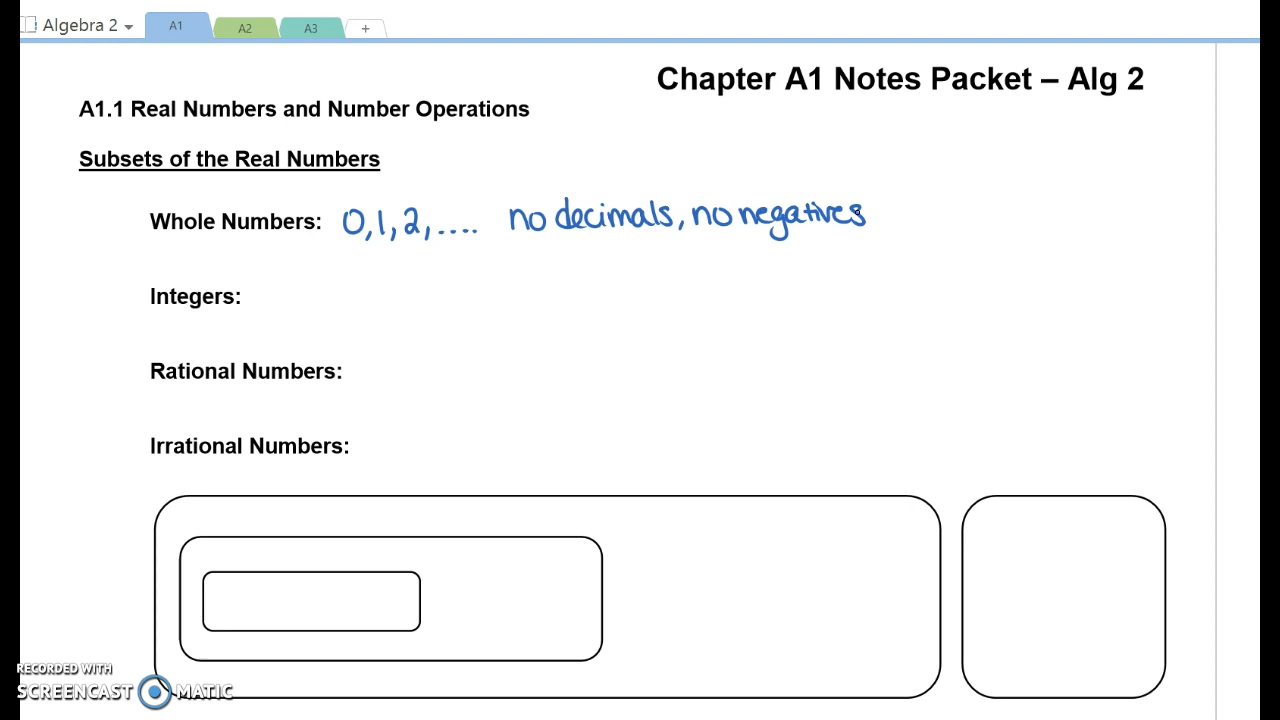 Algebra 2 A1 A2 A3 +
Chapter A1 Notes Packet – Alg 2
A1.1 Real Numbers and Number Operations
Subsets of the Real Numbers
Whole Numbers: 0, 1, 2, .... no decimals, no negatives
Integers:
Rational Numbers:
Irrational Numbers:
RECORDED WITH
SCREENCAST MATIC